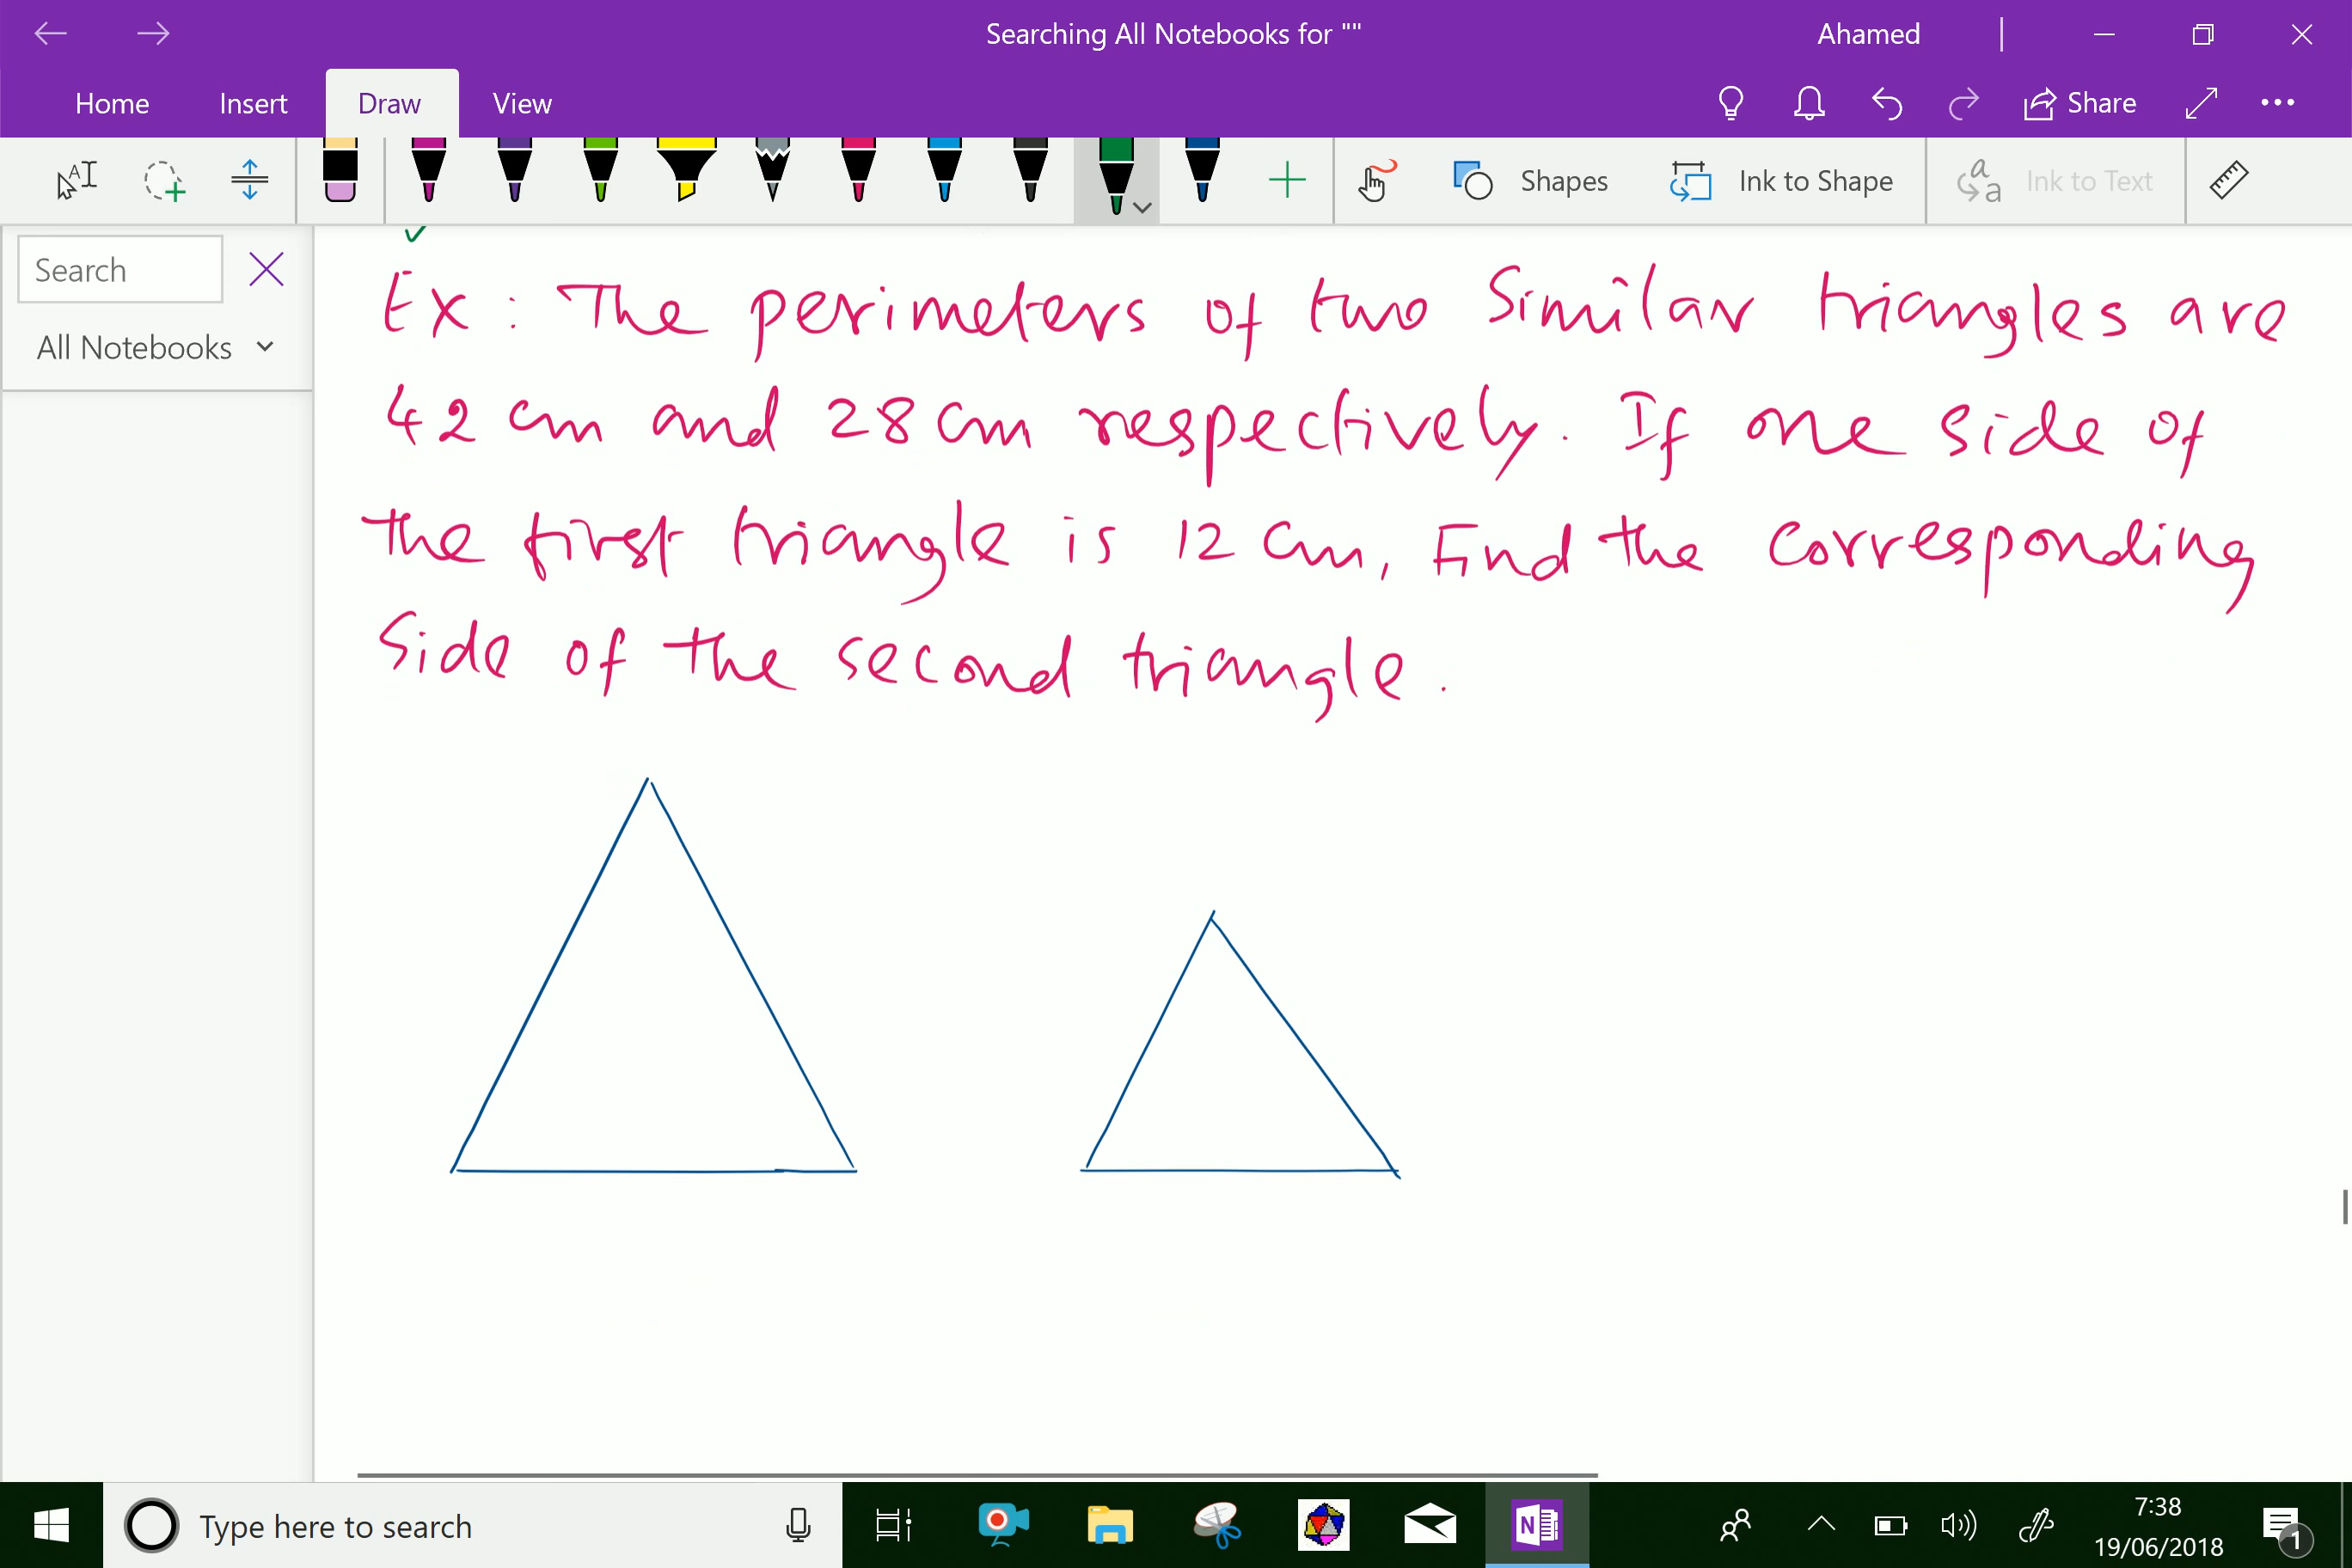 Searching All Notebooks for ""
Ahamed
Home Insert Draw View
Share
Shapes Ink to Shape Ink to Text
Search
All Notebooks
Ex: The perimeters of two Similar triangles are
42 cm and 28 cm respectively. If one side of
the first triangle is 12 cm, Find the corresponding
Side of the second triangle.
Type here to search
7:38
19/06/2018
1